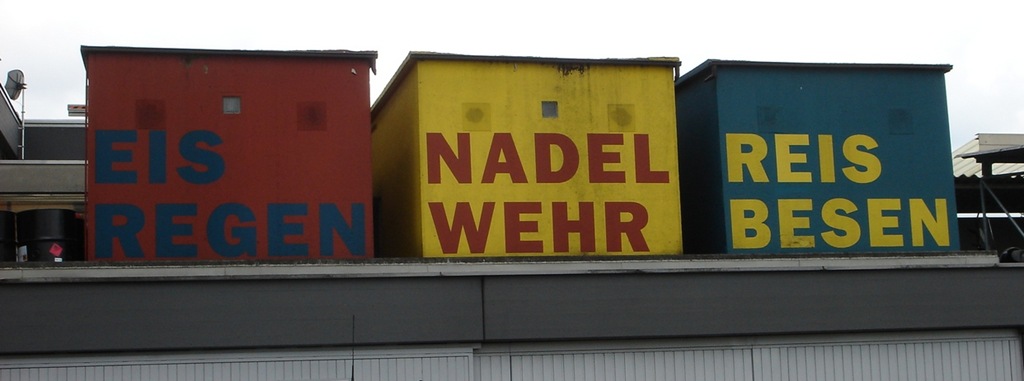 EIS
REGEN
NADEL
WEHR
REIS
BESEN